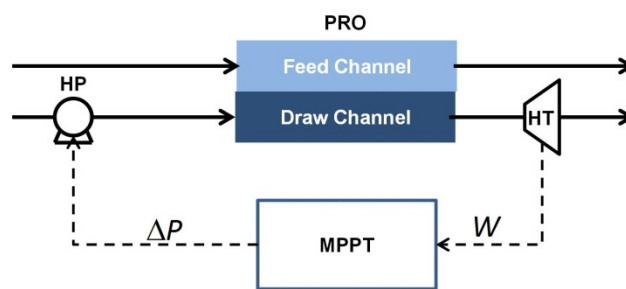 PRO
HP
Feed Channel
Draw Channel
HT
ΔP
MPPT
W